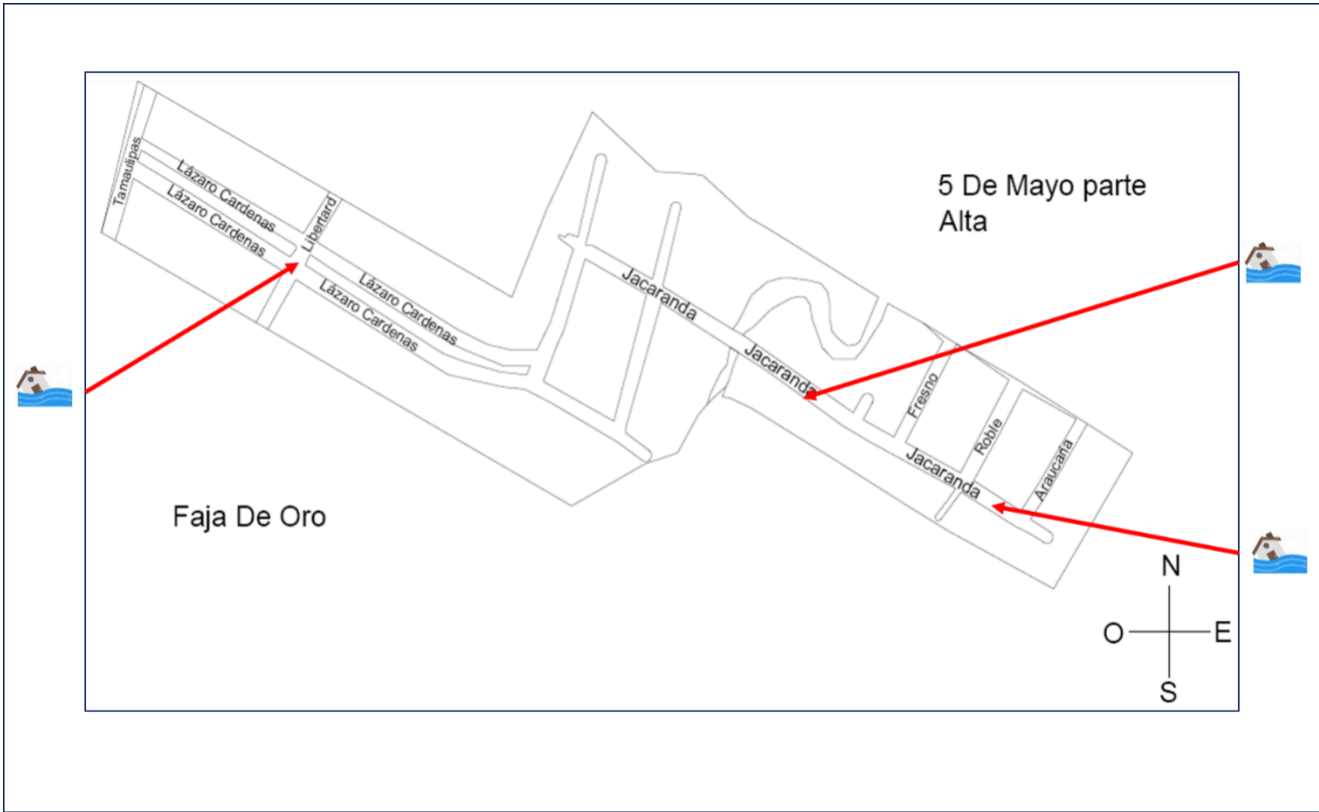 Tamaulipas
Lázaro Cardenas
Lázaro Cardenas
Libertard
Lázaro Cardenas
Lázaro Cardenas
Jacaranda
Jacaranda
5 De Mayo parte
Alta
Fresno
Roble
Araucaria
Jacaranda
Faja De Oro
N
O
E
S